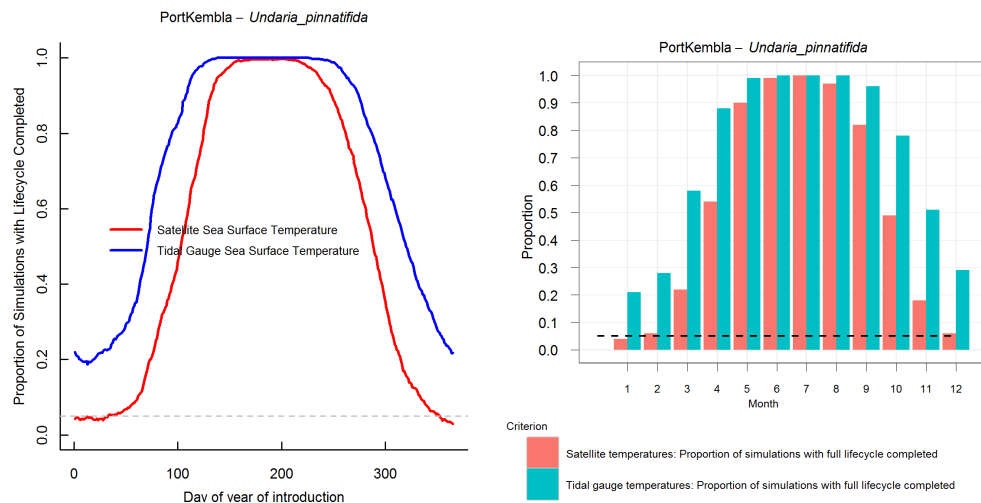 PortKembla – Undaria_pinnatifida
Proportion of Simulations with Lifecycle Completed
1.0
0.8
0.6
0.4
0.2
0.0
Satellite Sea Surface Temperature
Tidal Gauge Sea Surface Temperature
0
100
200
300
Day of year of introduction
PortKembla – Undaria_pinnatifida
Proportion
1.0
0.9
0.8
0.7
0.6
0.5
0.4
0.3
0.2
0.1
0.0
1 2 3 4 5 6 7 8 9 10 11 12
Month
Criterion
Satellite temperatures: Proportion of simulations with full lifecycle completed
Tidal gauge temperatures: Proportion of simulations with full lifecycle completed